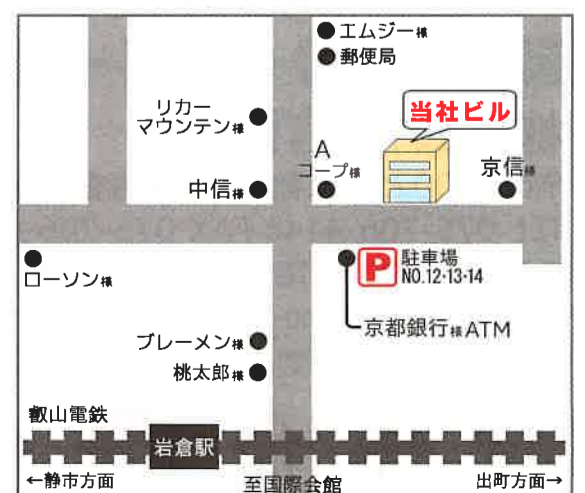 エムジー様
郵便局
リカー
マウンテン様
当社ビル
A
コープ様
中信様
京信様
ローソン様
P
駐車場
NO.12･13･14
京都銀行様ATM
ブレーメン様
桃太郎様
叡山電鉄
岩倉駅
←静市方面
至国際会館
出町方面→